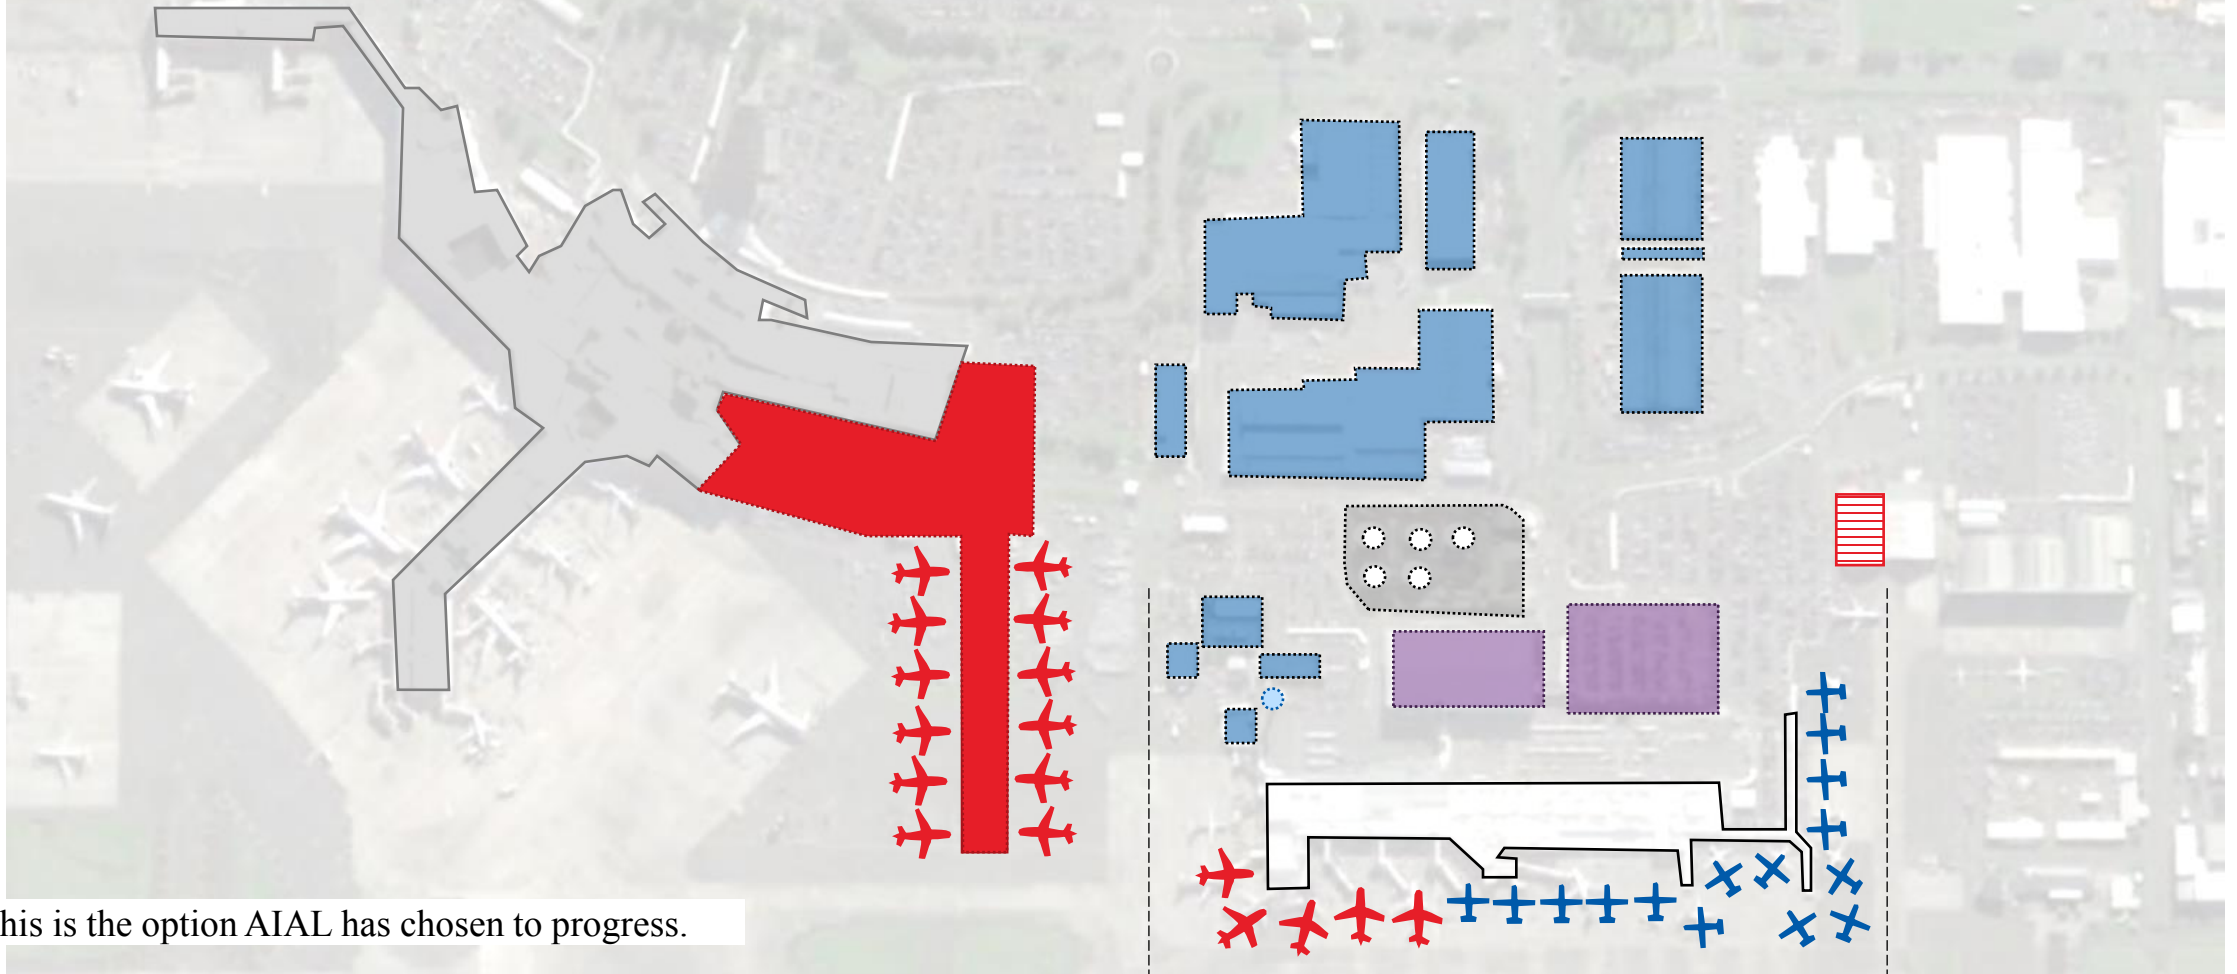 his is the option AIAL has chosen to progress.